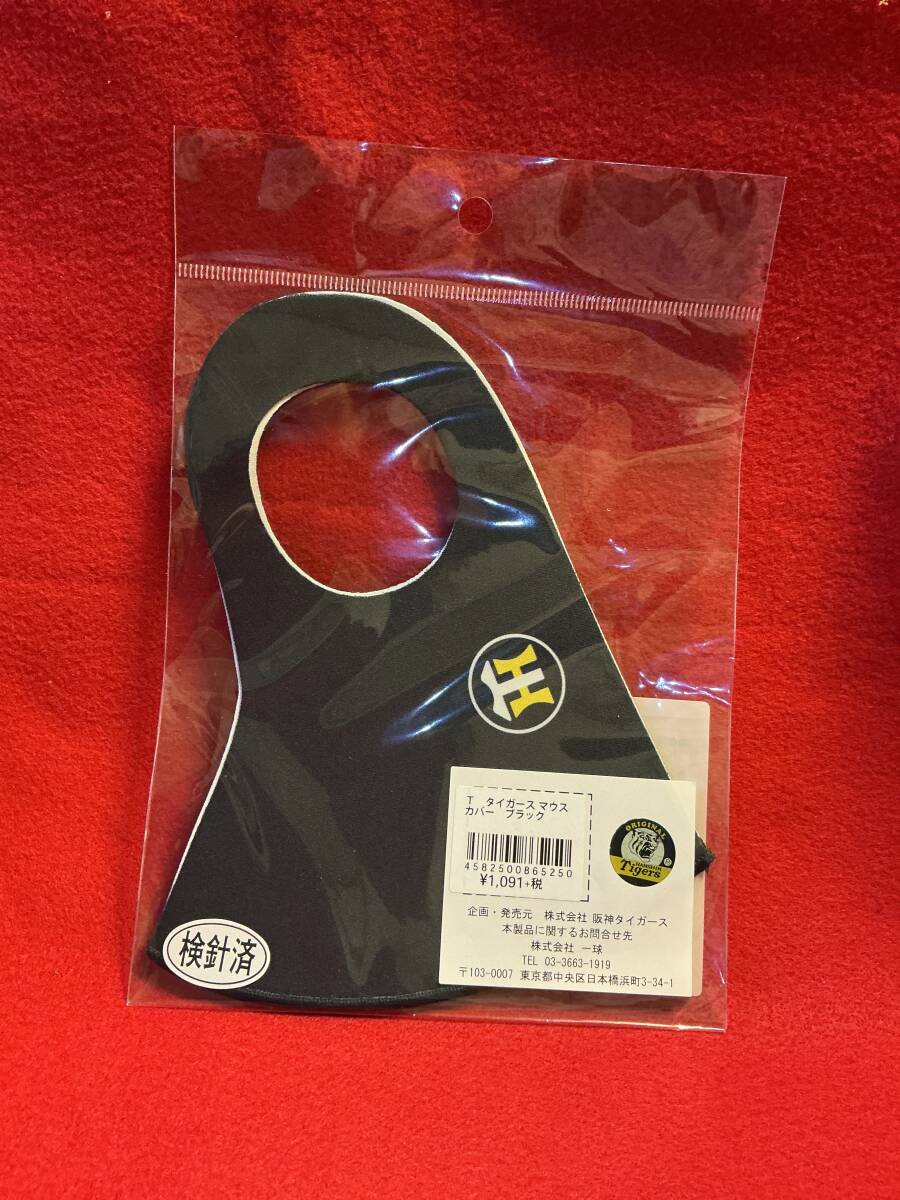 HT
T タイガース マウス
カバー ブラック
4582500865250
¥1,091+税
ORIGINAL
HANSHIN
Tigers
®
企画・発売元 株式会社 阪神タイガース
本製品に関するお問合せ先
株式会社 一球
TEL 03-3663-1919
〒103-0007 東京都中央区日本橋浜町3-34-1
検針済